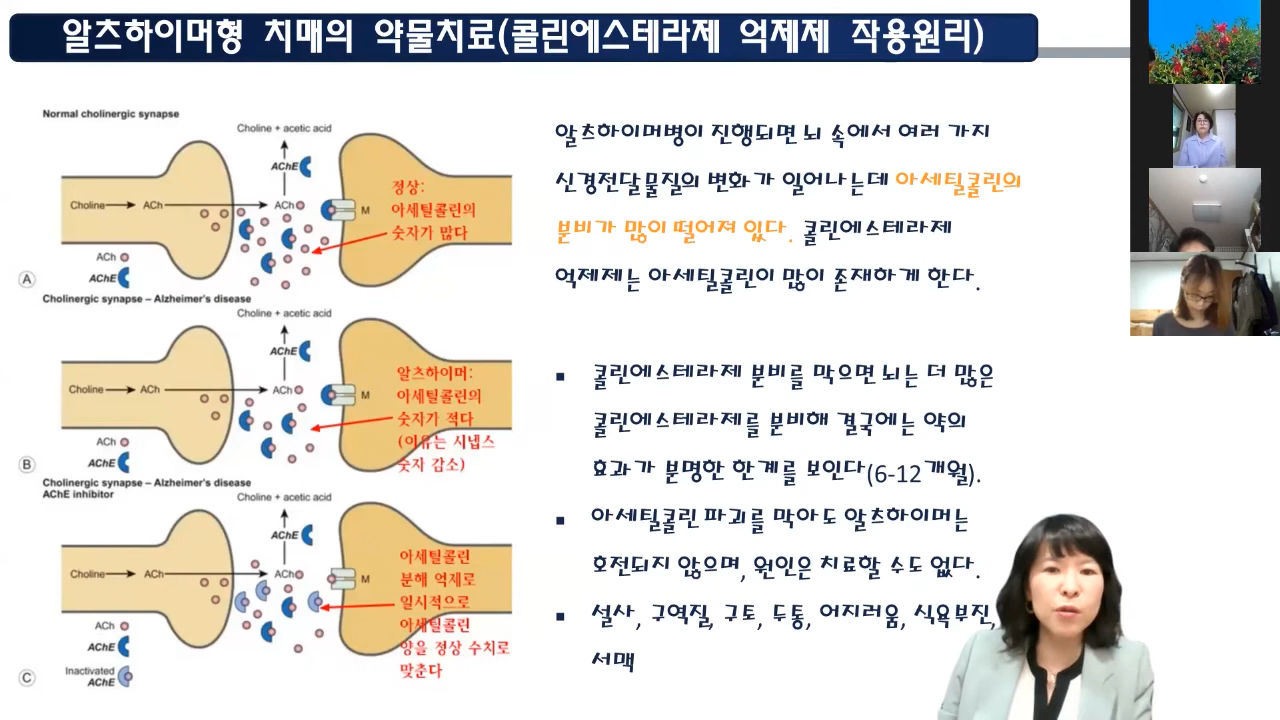 알츠하이머형 치매의 약물치료(콜린에스테라제 억제제 작용원리)
Normal cholinergic synapse
Choline + acetic acid
AChE
Choline
ACh
ACh
M
정상:
아세틸콜린의
숫자가 많다
ACh
AChE
A
Cholinergic synapse – Alzheimer's disease
Choline + acetic acid
AChE
Choline
ACh
ACh
M
알츠하이머:
아세틸콜린의
숫자가 적다
(이유는 시냅스
숫자 감소)
ACh
AChE
B
Cholinergic synapse – Alzheimer's disease
AChE inhibitor
Choline + acetic acid
AChE
Choline
ACh
ACh
M
아세틸콜린
분해 억제로
일시적으로
아세틸콜린
양을 정상 수치로
맞춘다
ACh
AChE
Inactivated
AChE
C
알츠하이머병이 진행되면 뇌 속에서 여러 가지
신경전달물질의 변화가 일어나는데 아세틸콜린의
분비가 많이 떨어져 있다. 콜린에스테라제
억제제는 아세틸콜린이 많이 존재하게 한다.
▪ 콜린에스테라제 분비를 막으면 뇌는 더 많은
콜린에스테라제를 분비해 결국에는 약의
효과가 분명한 한계를 보인다(6-12개월).
▪ 아세틸콜린 파괴를 막아도 알츠하이머는
호전되지 않으며, 원인은 치료할 수도 없다.
▪ 설사, 구역질, 구토, 두통, 어지러움, 식욕부진,
서맥